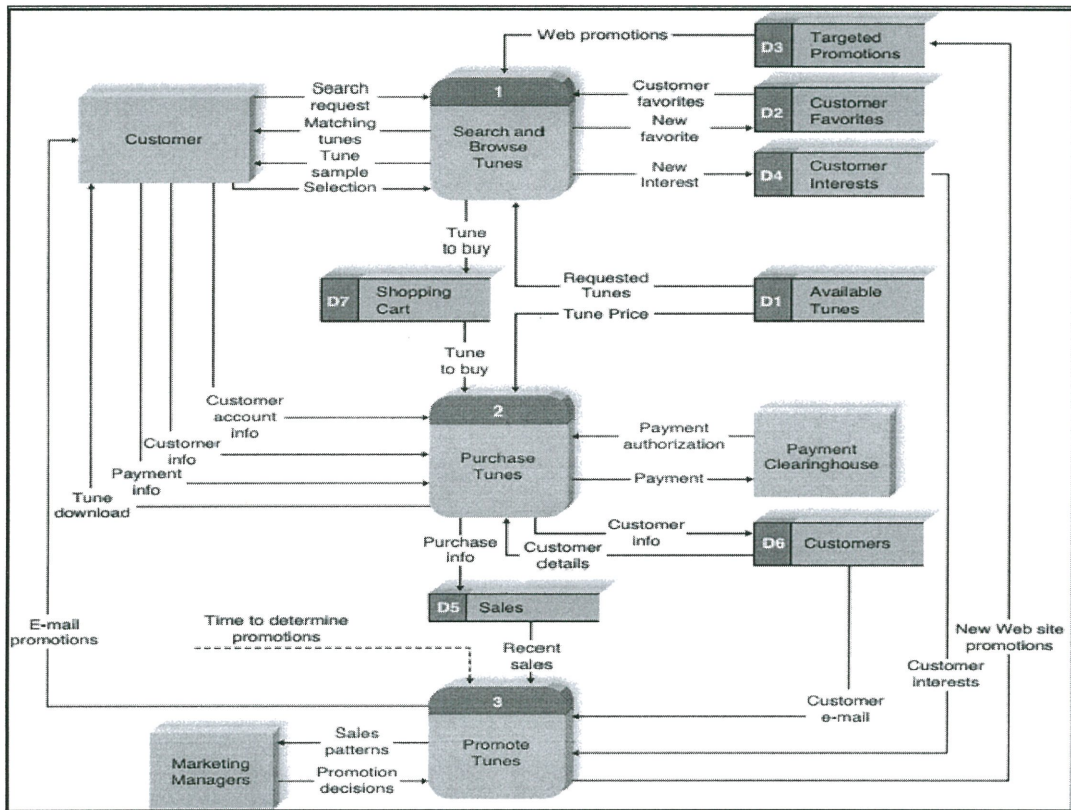 Web promotions
D3
Targeted
Promotions
Customer
Search
request
Matching
tunes
Tune
sample
Selection
1
Search and
Browse
Tunes
Customer
favorites
New
favorite
D2
Customer
Favorites
New
Interest
D4
Customer
Interests
Tune
to buy
D7
Shopping
Cart
Requested
Tunes
Tune Price
D1
Available
Tunes
Tune
to buy
Customer
account
info
Customer
info
Payment
info
Tune
download
2
Purchase
Tunes
Payment
authorization
Payment
Payment
Clearinghouse
Purchase
info
Customer
info
Customer
details
D6
Customers
D5
Sales
E-mail
promotions
Time to determine
promotions
Recent
sales
New Web site
promotions
Customer
interests
Customer
e-mail
3
Promote
Tunes
Sales
patterns
Promotion
decisions
Marketing
Managers